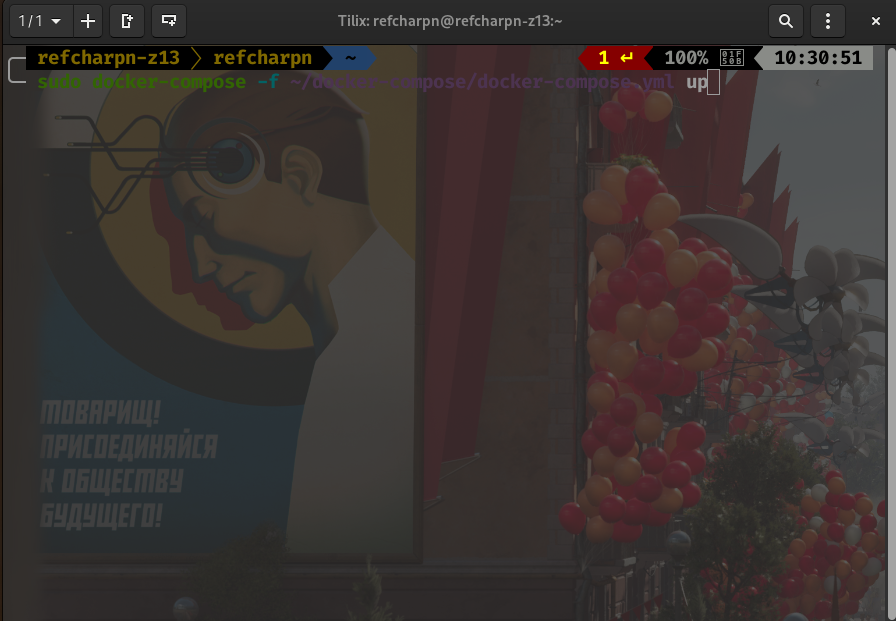 1/1
Tilix: refcharpn@refcharpn-z13:~
refcharpn-z13 refcharpn ~ 1 ↵ 100% 10:30:51
sudo docker-compose -f ~/docker-compose/docker-compose.yml up
ТОВАРИЩ!
ПРИСОЕДИНЯЙСЯ
К ОБЩЕСТВУ
БУДУЩЕГО!